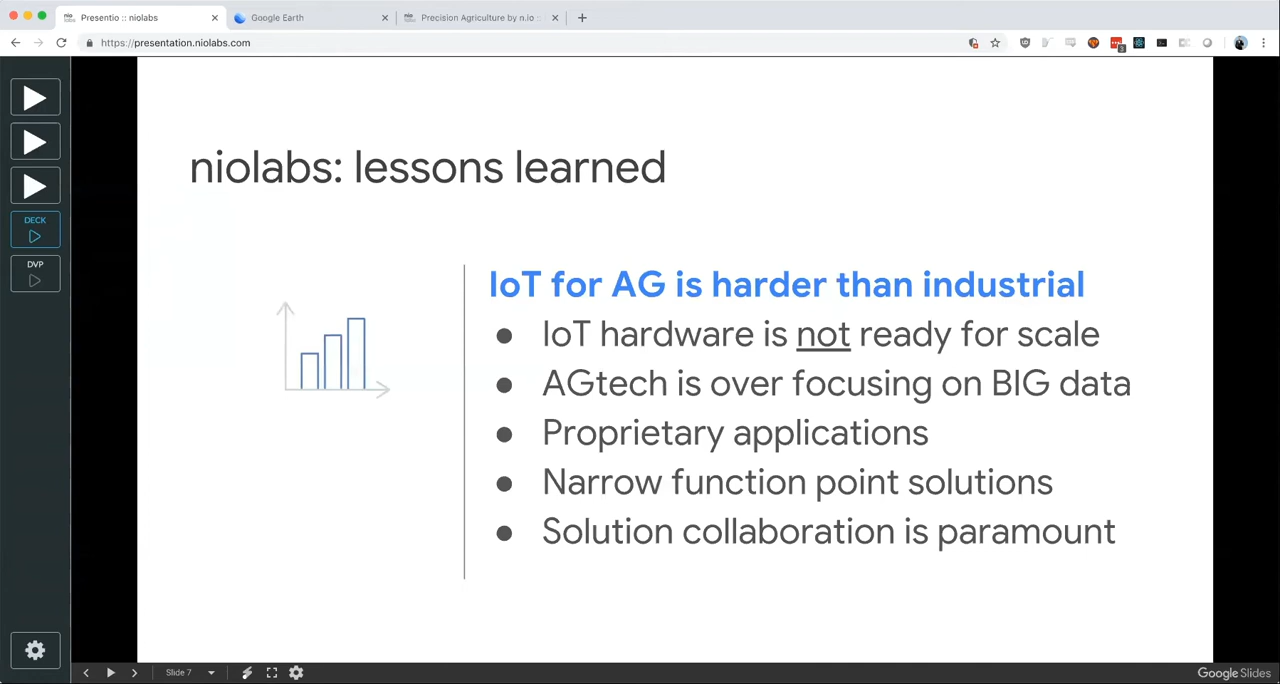 Presentio :: niolabs
Google Earth
Precision Agriculture by n.io ::
https://presentation.niolabs.com
DECK
DVP
niolabs: lessons learned
IoT for AG is harder than industrial
● IoT hardware is not ready for scale
● AGtech is over focusing on BIG data
● Proprietary applications
● Narrow function point solutions
● Solution collaboration is paramount
Slide 7
Google Slides